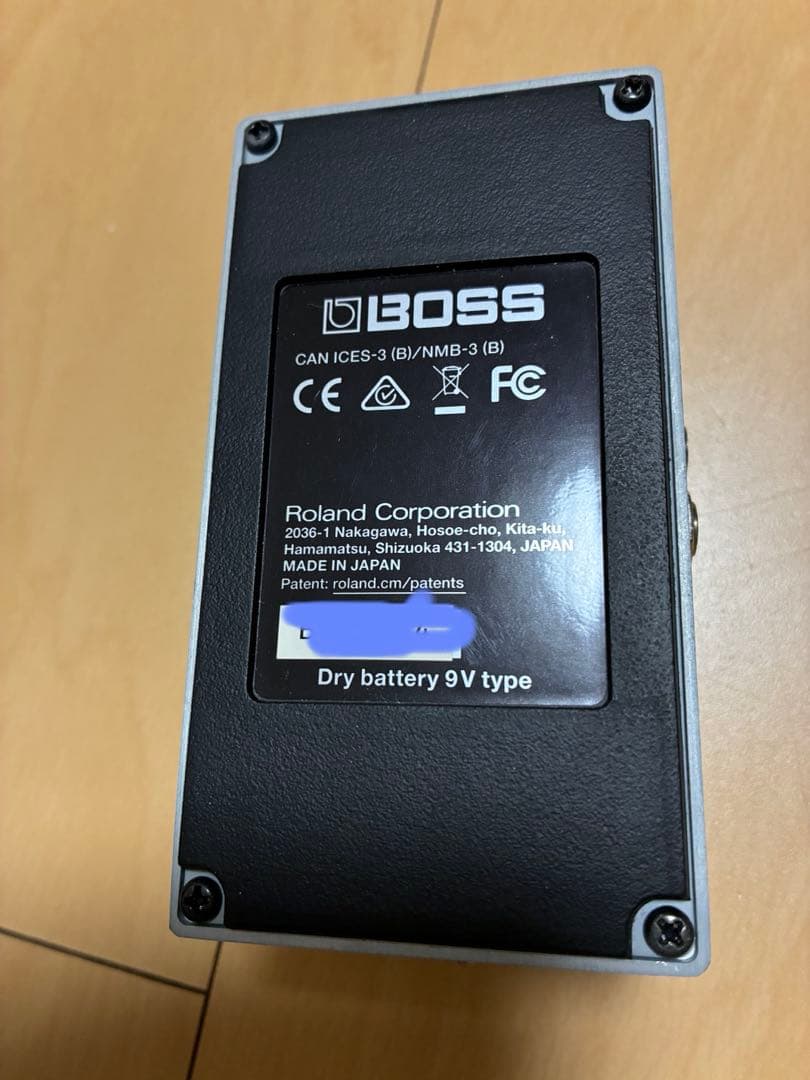 BOSS
CAN ICES-3 (B)/NMB-3 (B)
CE FC
Roland Corporation
2036-1 Nakagawa, Hosoe-cho, Kita-ku,
Hamamatsu, Shizuoka 431-1304, JAPAN
MADE IN JAPAN
Patent: roland.cm/patents
Dry battery 9V type